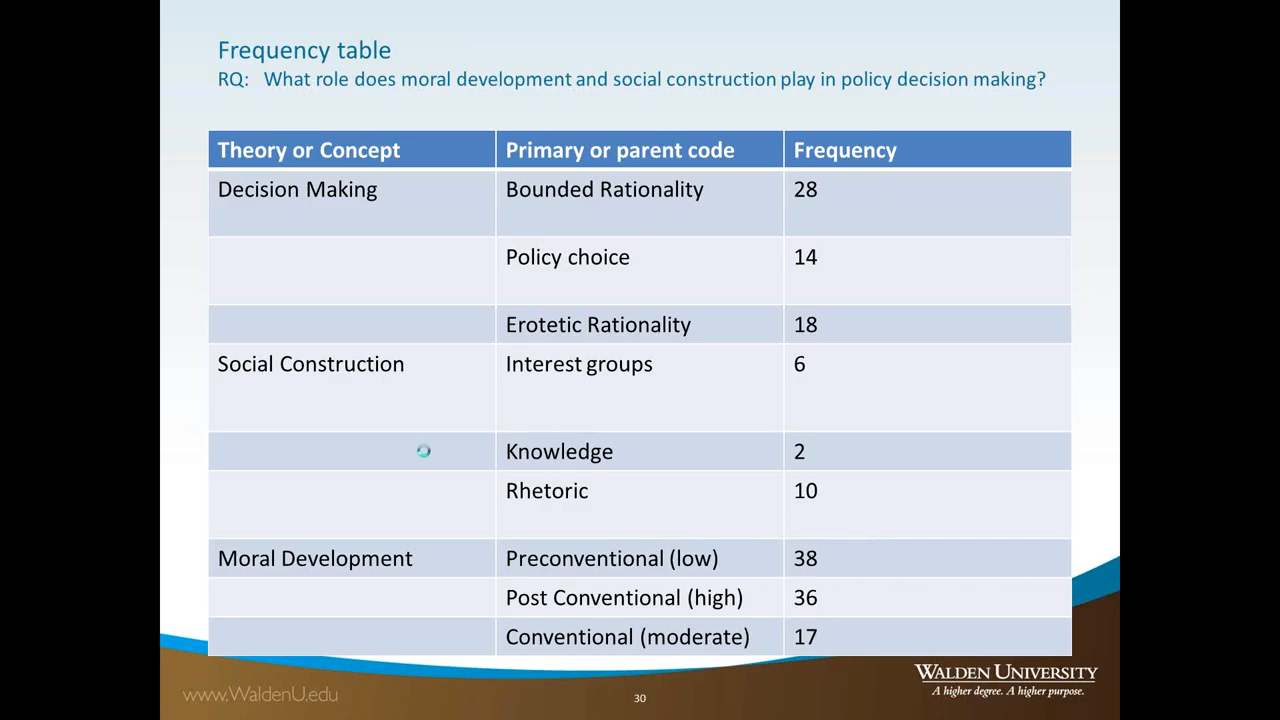 Frequency table
RQ: What role does moral development and social construction play in policy decision making?
Theory or Concept Primary or parent code Frequency
Decision Making Bounded Rationality 28
Policy choice 14
Erotetic Rationality 18
Social Construction Interest groups 6
Knowledge 2
Rhetoric 10
Moral Development Preconventional (low) 38
Post Conventional (high) 36
Conventional (moderate) 17
www.WaldenU.edu
30
WALDEN UNIVERSITY
A higher degree. A higher purpose.